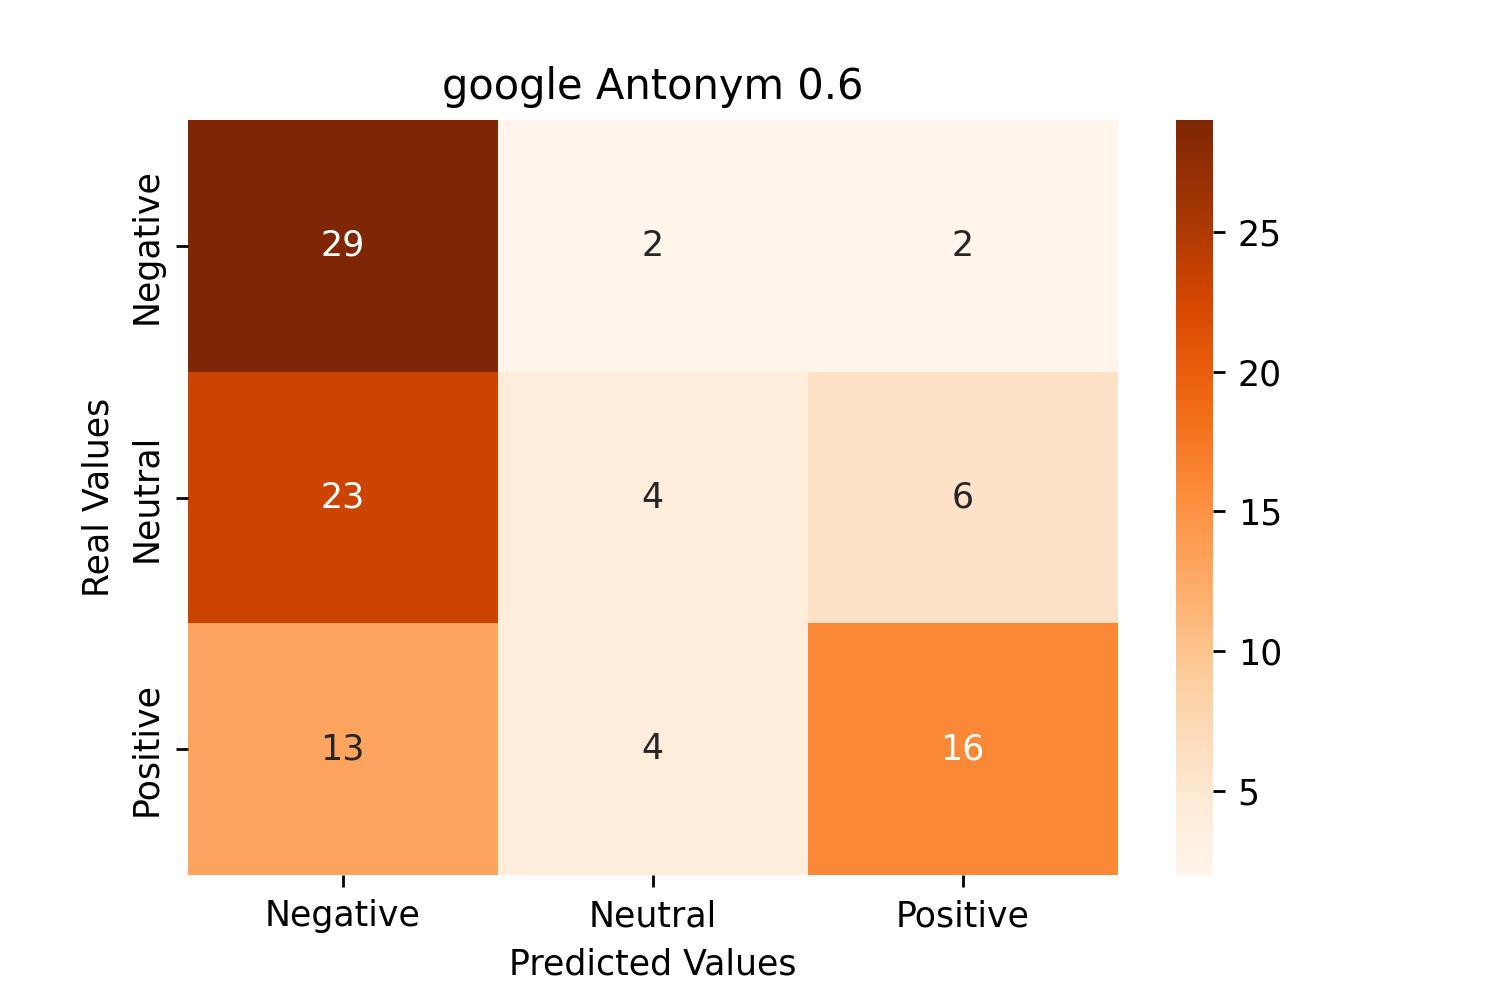 google Antonym 0.6
Real Values
Negative
29 2 2
Neutral
23 4 6
Positive
13 4 16
Negative Neutral Positive
Predicted Values
25
20
15
10
5